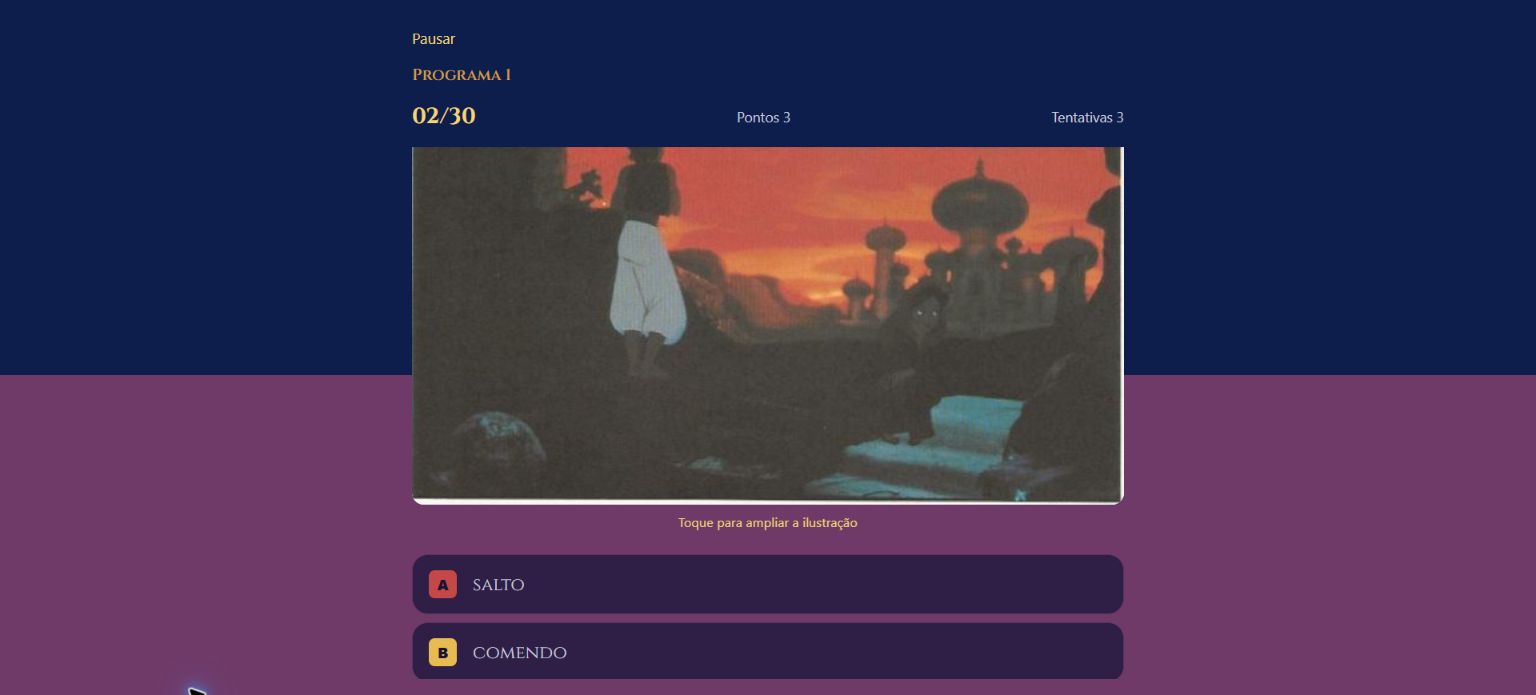 Pausar
Programa 1
02/30
Pontos 3
Tentativas 3
Toque para ampliar a ilustração
A SALTO
B COMENDO